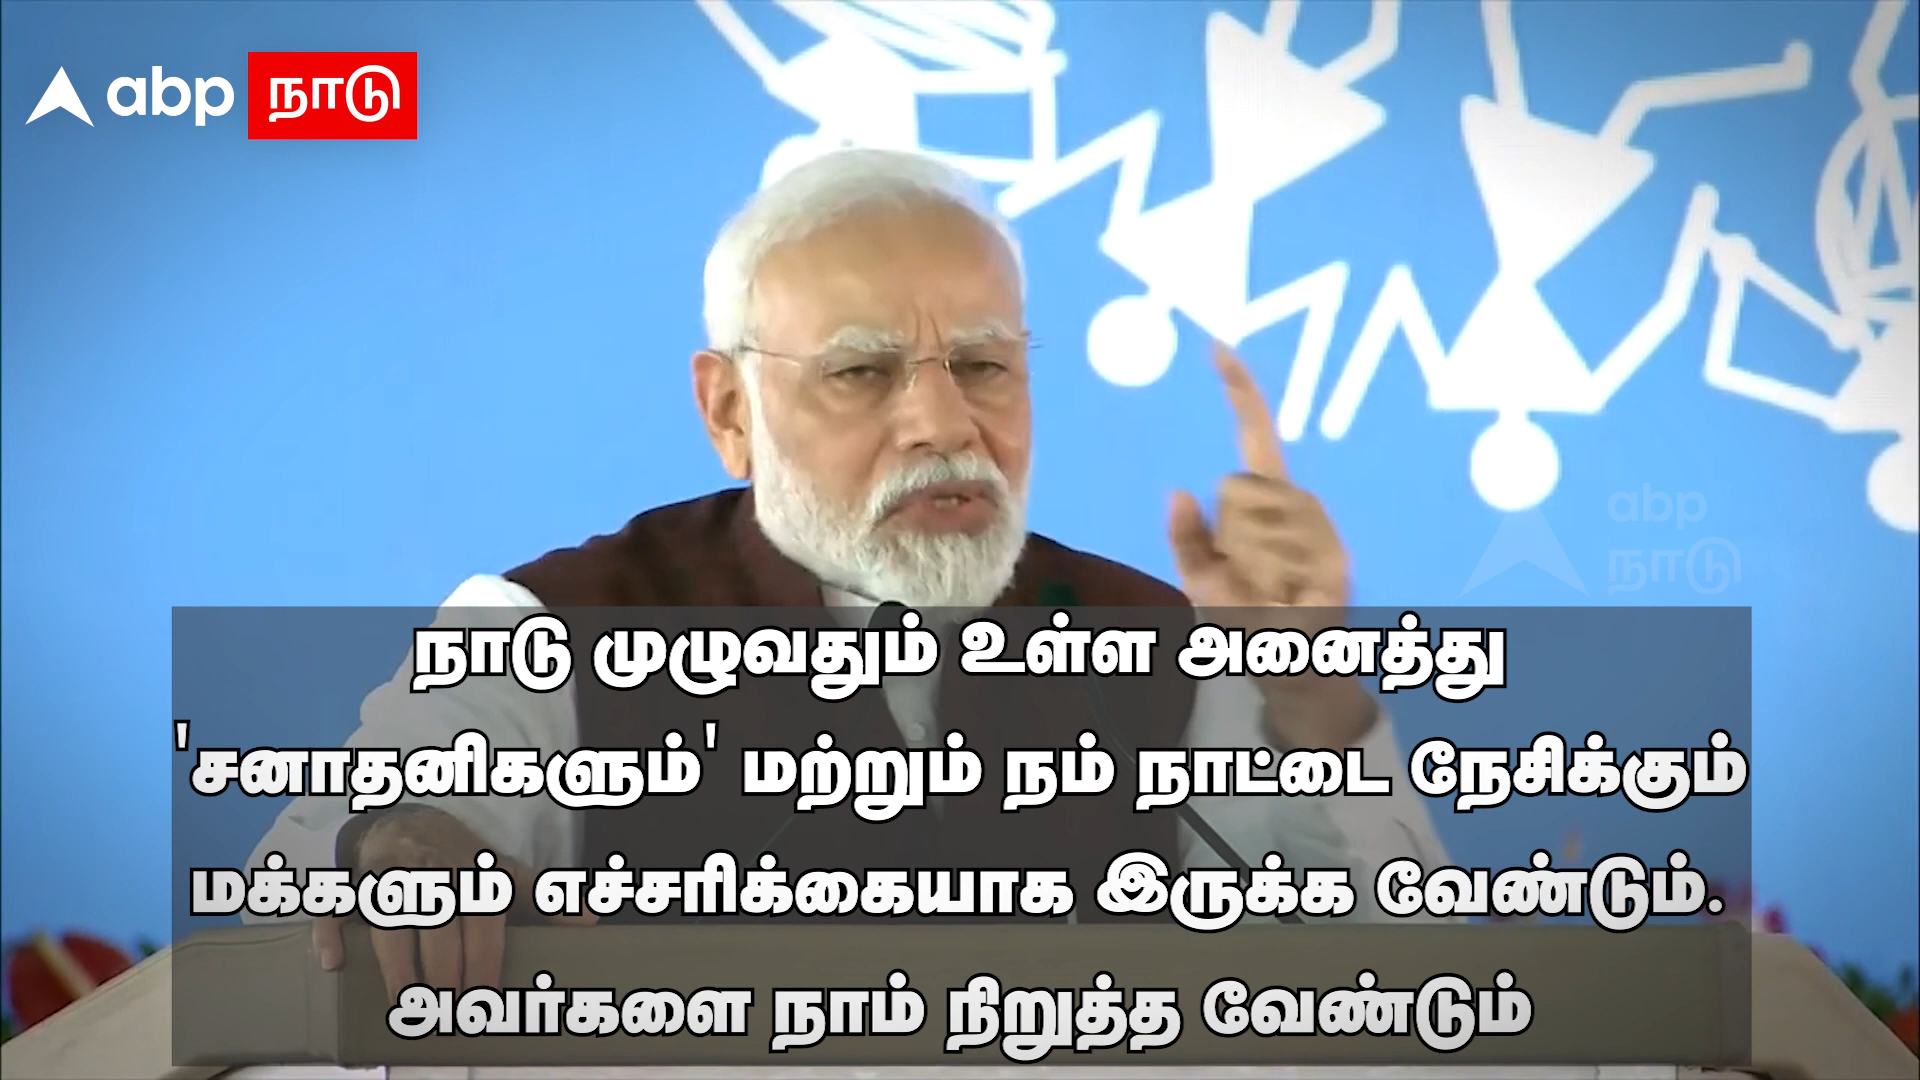 abp நாடு
abp
நாடு
நாடு முழுவதும் உள்ள அனைத்து
'சனாதனிகளும்' மற்றும் நம் நாட்டை நேசிக்கும்
மக்களும் எச்சரிக்கையாக இருக்க வேண்டும்.
அவர்களை நாம் நிறுத்த வேண்டும்